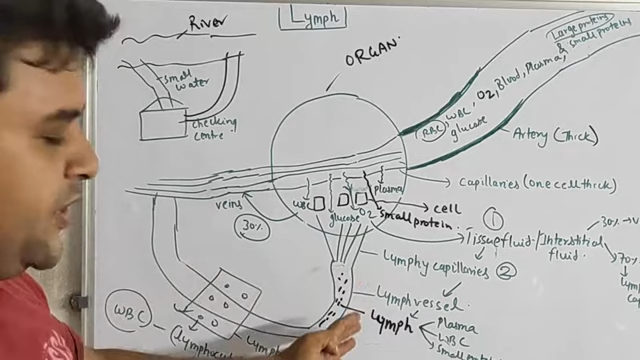 Lymph
River
small
water
checking
centre
ORGAN
Large proteins
& small protein
RBC, WBC, O2, Blood, Plasma,
glucose
Artery (Thick)
capillaries (one cell thick)
veins
30%
WBC
glucose
O2
plasma
small protein
cell
①
Tissue fluid / Interstitial
fluid
30%
70%
Lymphy capillaries ②
Lymph vessel
Lymph
Plasma
WBC
WBC